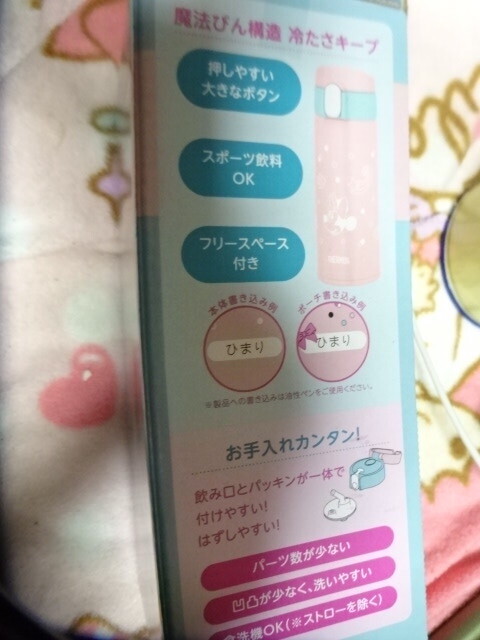 魔法びん構造 冷たさキープ
押しやすい
大きなボタン
スポーツ飲料
OK
フリースペース
付き
THERMOS
本体書き込み例
ポーチ書き込み例
ひまり
ひまり
※製品への書き込みは油性ペンをご使用ください。
お手入れカンタン!
飲み口とパッキンが一体で
付けやすい!
はずしやすい!
パーツ数が少ない
凹凸が少なく、洗いやすい
食洗機OK(※ストローを除く)